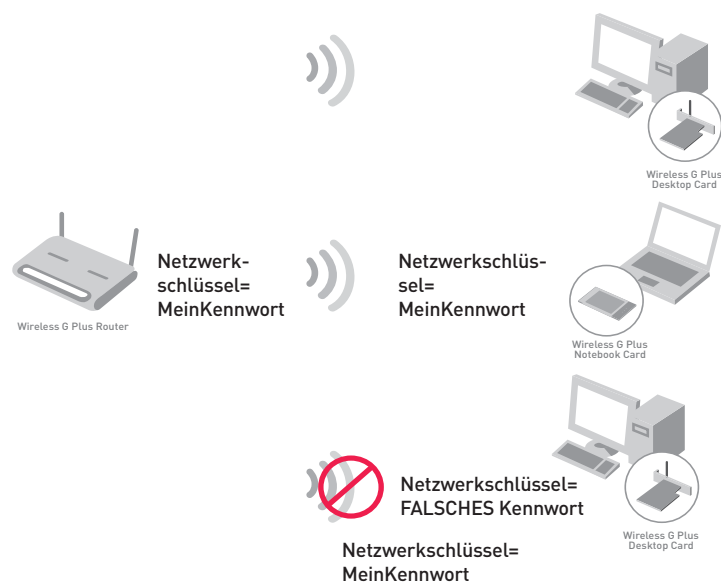 Wireless G Plus
Desktop Card
Netzwerk-
schlüssel=
MeinKennwort
Wireless G Plus Router
Netzwerkschlüs-
sel=
MeinKennwort
Wireless G Plus
Notebook Card
Netzwerkschlüssel=
FALSCHES Kennwort
Wireless G Plus
Desktop Card
Netzwerkschlüssel=
MeinKennwort